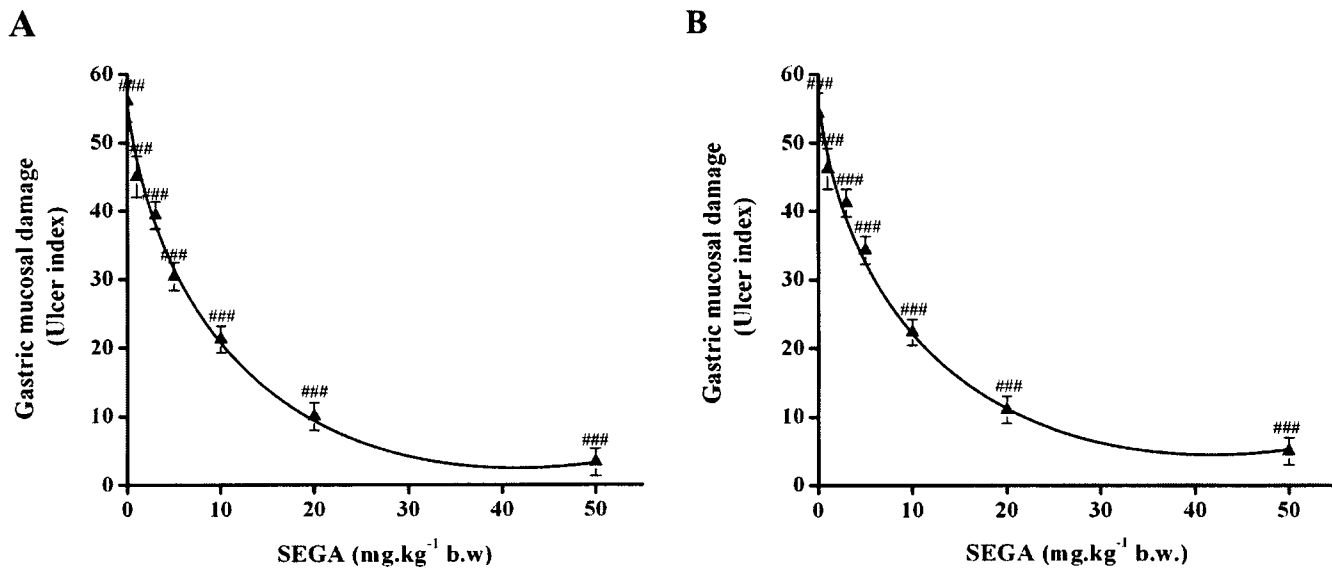 A
Gastric mucosal damage
(Ulcer index)
60
50
40
30
20
10
0
###
###
###
###
###
###
###
0 10 20 30 40 50
SEGA (mg.kg⁻¹ b.w)
B
Gastric mucosal damage
(Ulcer index)
60
50
40
30
20
10
0
###
###
###
###
###
###
###
0 10 20 30 40 50
SEGA (mg.kg⁻¹ b.w.)